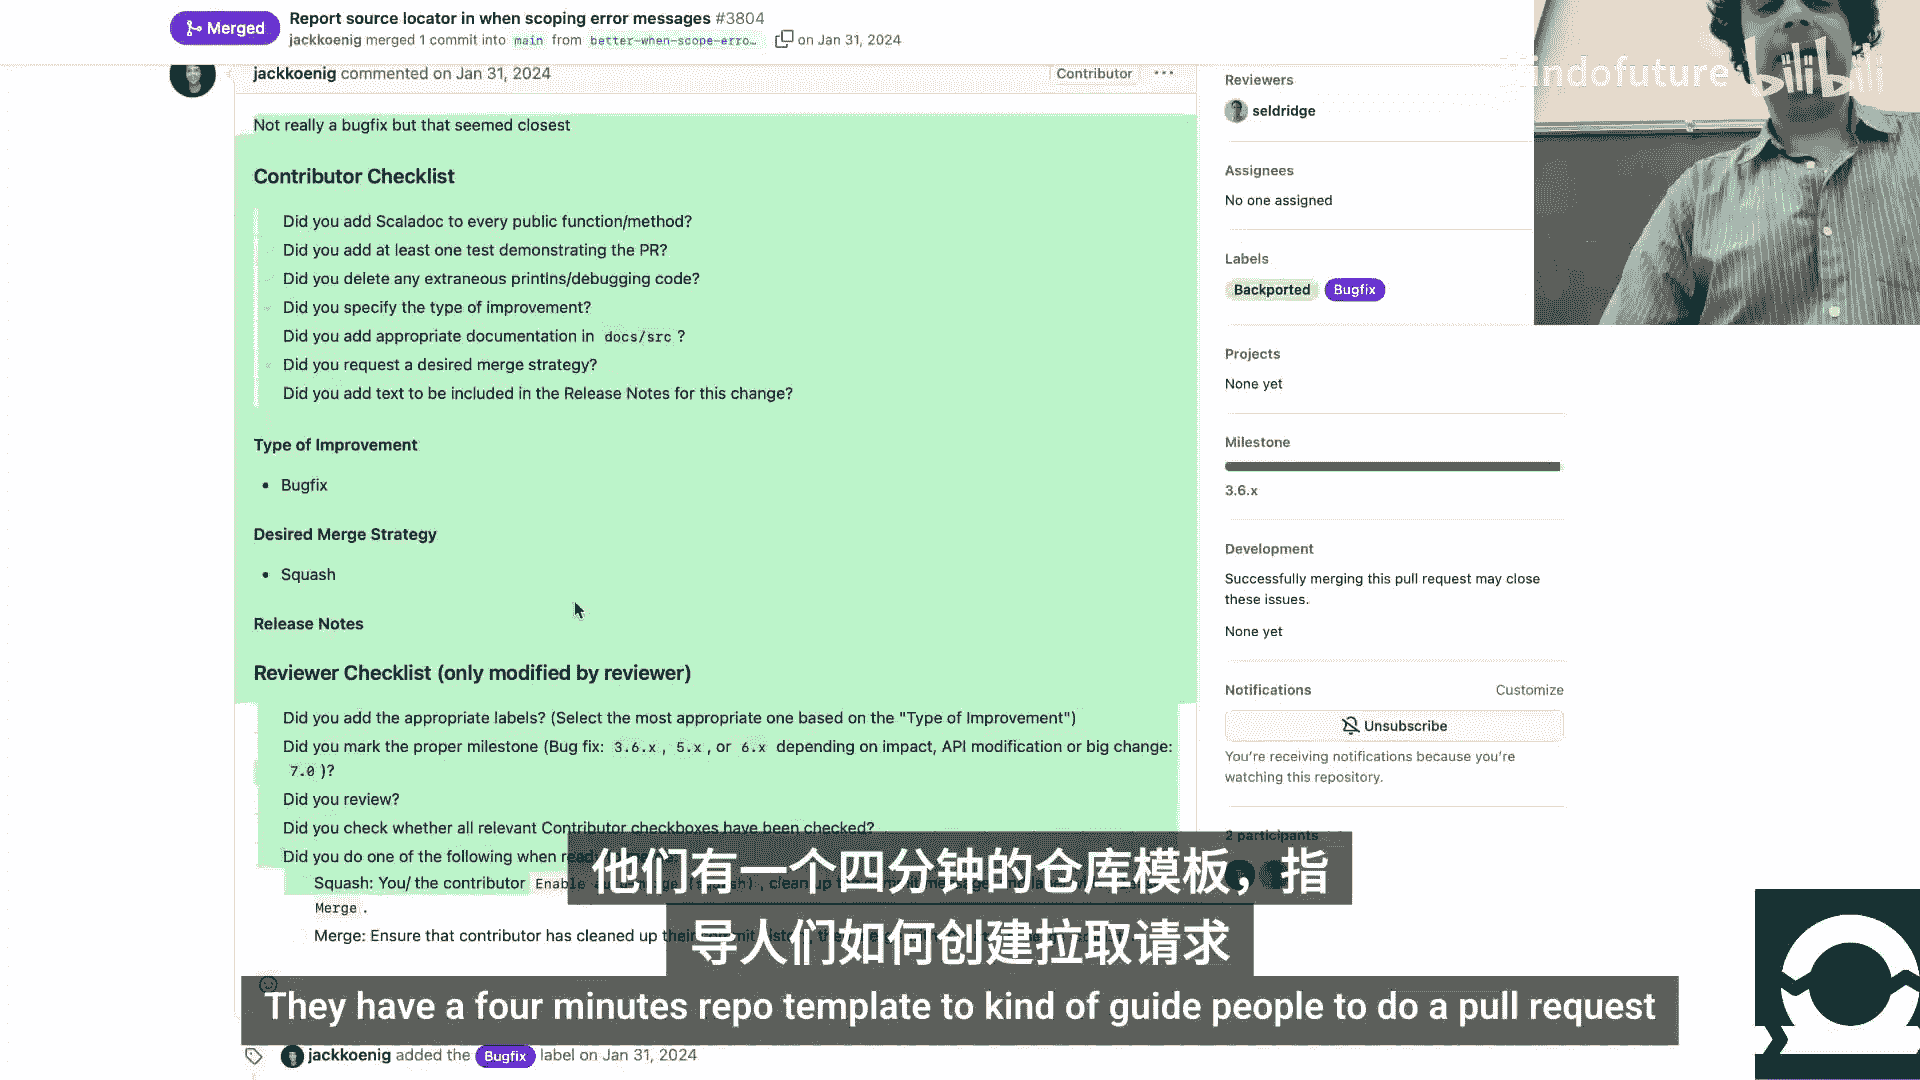 Merged
Report source locator in when scoping error messages #3804
jackkoenig merged 1 commit into main from better-when-scope-erro… on Jan 31, 2024
jackkoenig commented on Jan 31, 2024
Contributor
Not really a bugfix but that seemed closest
Contributor Checklist
Did you add Scaladoc to every public function/method?
Did you add at least one test demonstrating the PR?
Did you delete any extraneous printlns/debugging code?
Did you specify the type of improvement?
Did you add appropriate documentation in docs/src ?
Did you request a desired merge strategy?
Did you add text to be included in the Release Notes for this change?
Type of Improvement
• Bugfix
Desired Merge Strategy
• Squash
Release Notes
Reviewer Checklist (only modified by reviewer)
Did you add the appropriate labels? (Select the most appropriate one based on the "Type of Improvement")
Did you mark the proper milestone (Bug fix: 3.6.x , 5.x , or 6.x depending on impact, API modification or big change:
7.0 )?
Did you review?
Did you check whether all relevant Contributor checkboxes have been checked?
Did you do one of the following when
Squash: You/ the contributor Enable
Merge .
Merge: Ensure that contributor has cleaned up
jackkoenig added the Bugfix label on Jan 31, 2024
Reviewers
seldridge
Assignees
No one assigned
Labels
Backported Bugfix
Projects
None yet
Milestone
3.6.x
Development
Successfully merging this pull request may close
these issues.
None yet
Notifications
Customize
Unsubscribe
You're receiving notifications because you're
watching this repository.
2 participants
indofuture bilibili
他们有一个四分钟的仓库模板，指
导人们如何创建拉取请求
They have a four minutes repo template to kind of guide people to do a pull request